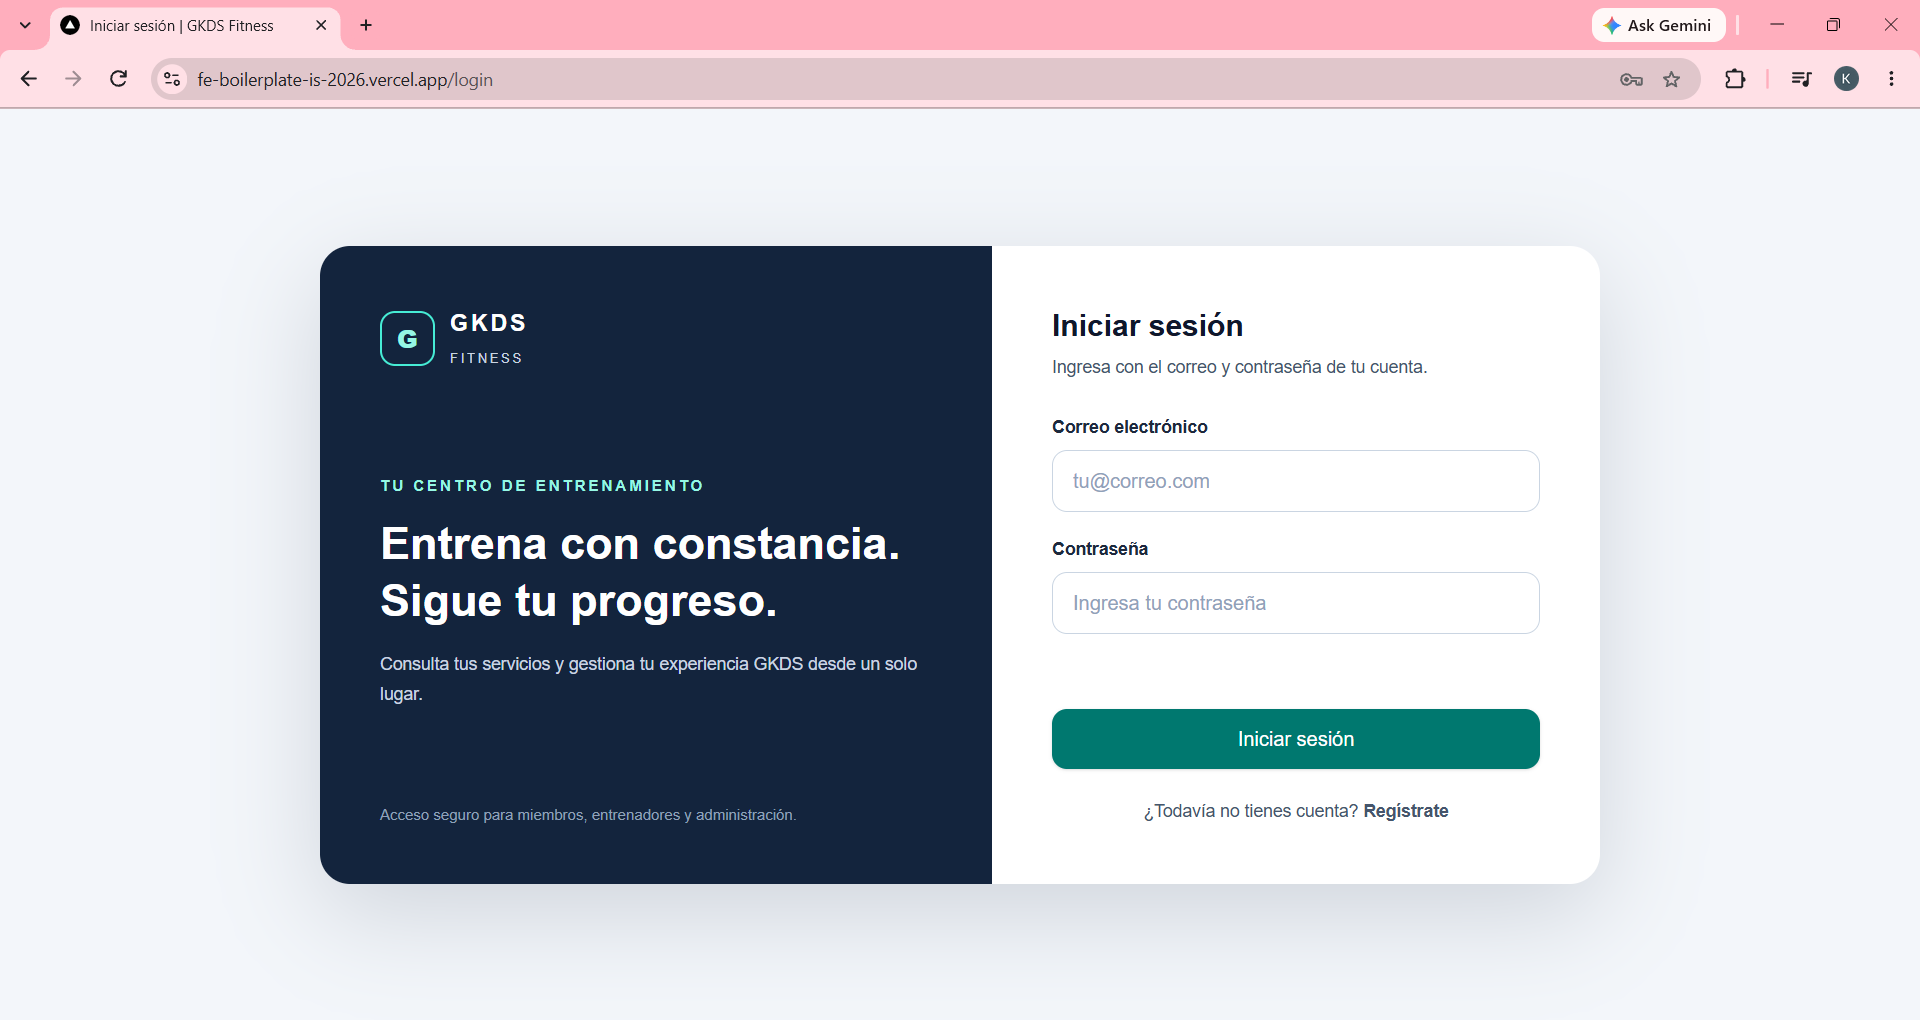 Iniciar sesión | GKDS Fitness
Ask Gemini
fe-boilerplate-is-2026.vercel.app/login
K
G
GKDS
FITNESS
TU CENTRO DE ENTRENAMIENTO
Entrena con constancia.
Sigue tu progreso.
Consulta tus servicios y gestiona tu experiencia GKDS desde un solo
lugar.
Acceso seguro para miembros, entrenadores y administración.
Iniciar sesión
Ingresa con el correo y contraseña de tu cuenta.
Correo electrónico
tu@correo.com
Contraseña
Ingresa tu contraseña
Iniciar sesión
¿Todavía no tienes cuenta? Regístrate